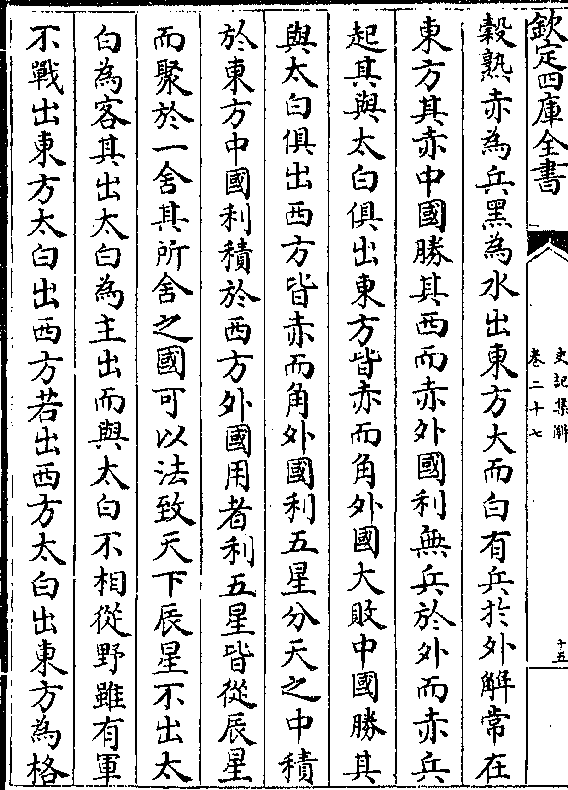 欽定四庫全書
史記集解
卷二十七
十五
穀熟赤為兵黑為水出東方大而白有兵於外解常在
東方其赤中國勝其西而赤外國利無兵於外而赤兵
起其與太白俱出東方皆赤而角外國大敗中國勝其
與太白俱出西方皆赤而角外國利五星分天之中積
於東方中國利積於西方外國用者利五星皆從辰星
而聚於一舍其所舍之國可以法致天下辰星不出太
白為客其出太白為主出而與太白不相從野雖有軍
不戰出東方太白出西方若出西方太白出東方為格